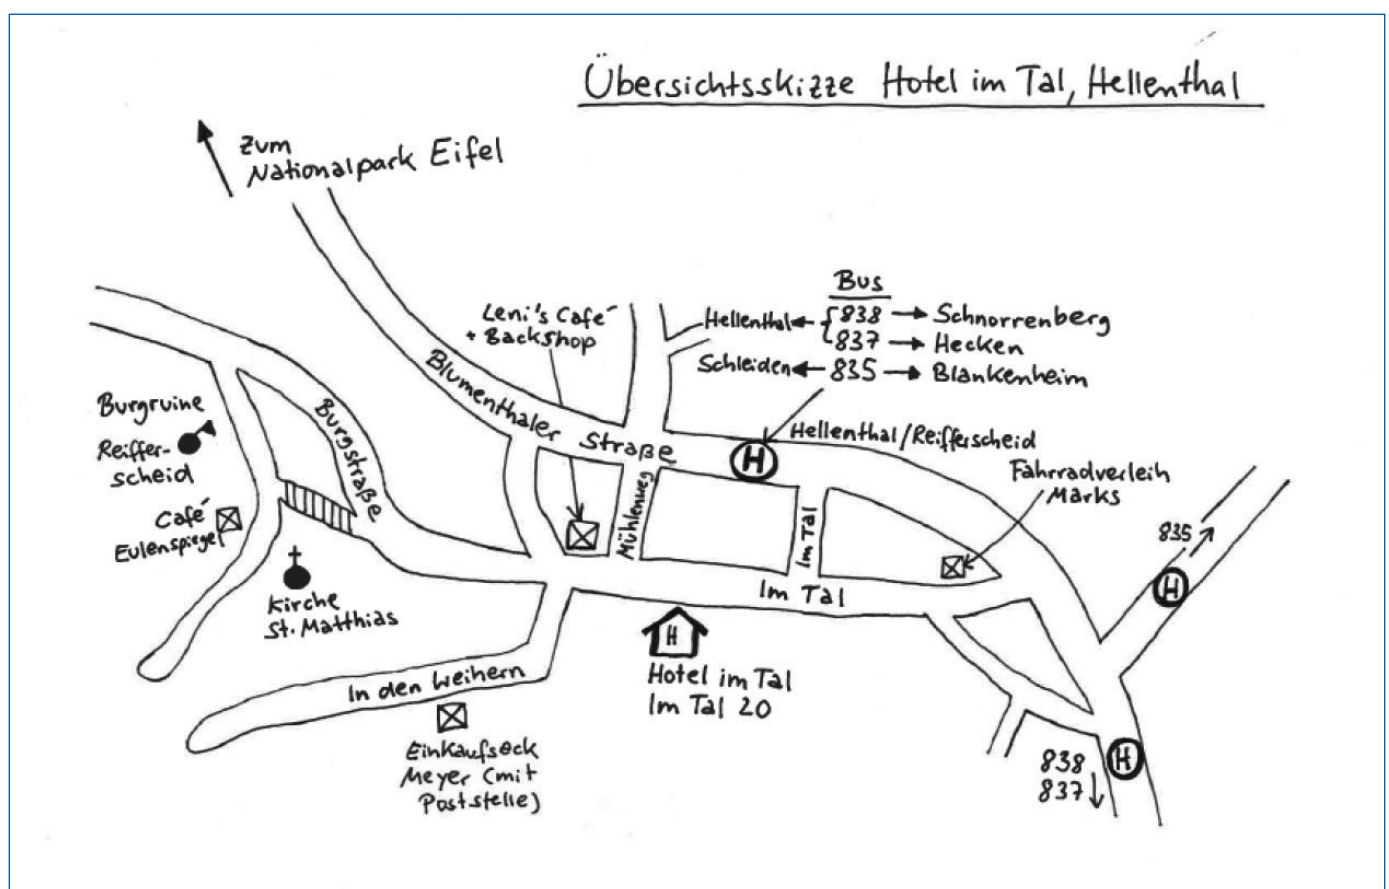 Übersichtsskizze Hotel im Tal, Hellenthal
Zum
Nationalpark Eifel
Bus
Hellenthal ← { 838 → Schnorrenberg
837 → Hecken
Schleiden ← 835 → Blankenheim
Leni's Café
+ Backshop
Blumenthaler Straße
Hellenthal/Reifferscheid
H
Fahrradverleih
Marks
Burgruine
Reiffer-
scheid
Burgstraße
Café
Eulenspiegel
Mühlenweg
Im Tal
835
H
Kirche
St. Matthias
Im Tal
H
Hotel im Tal
Im Tal 20
In den Weihern
Einkaufseck
Meyer (mit
Poststelle)
838
837
H